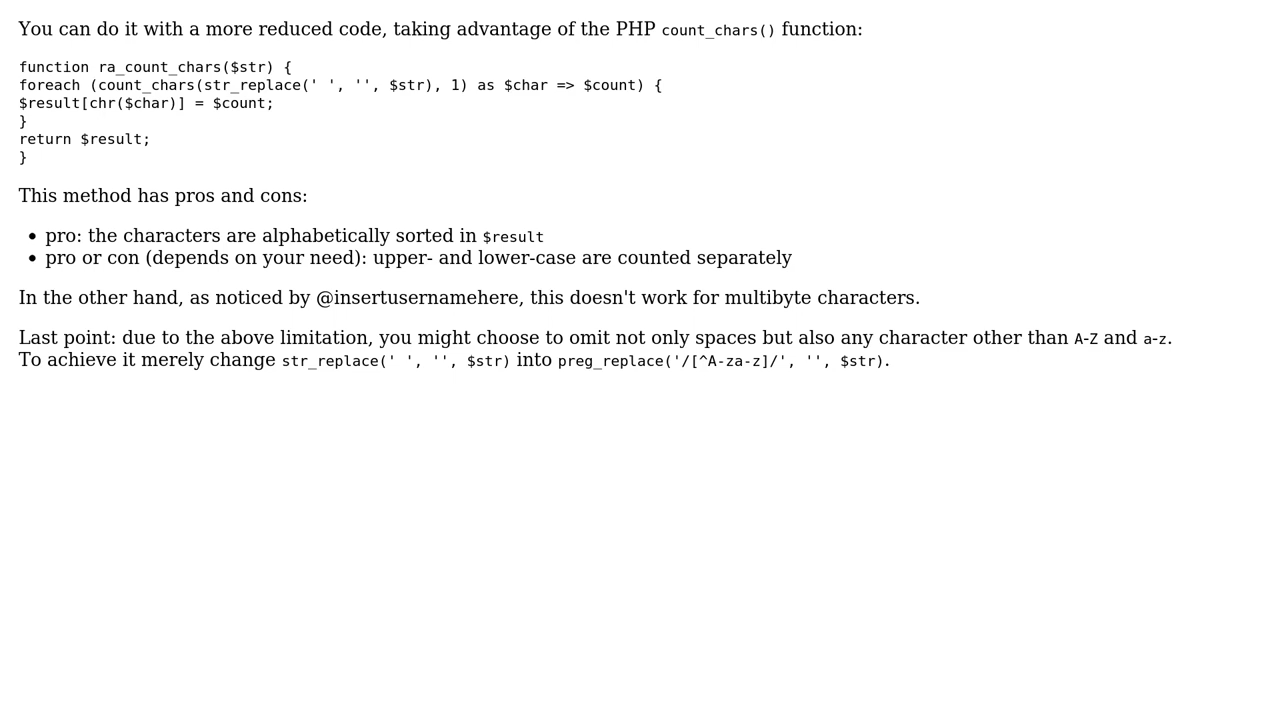 You can do it with a more reduced code, taking advantage of the PHP count_chars() function:
function ra_count_chars($str) {
foreach (count_chars(str_replace(' ', '', $str), 1) as $char => $count) {
$result[chr($char)] = $count;
}
return $result;
}
This method has pros and cons:
• pro: the characters are alphabetically sorted in $result
• pro or con (depends on your need): upper- and lower-case are counted separately
In the other hand, as noticed by @insertusernamehere, this doesn't work for multibyte characters.
Last point: due to the above limitation, you might choose to omit not only spaces but also any character other than A-Z and a-z.
To achieve it merely change str_replace(' ', '', $str) into preg_replace('/[^A-za-z]/', '', $str).